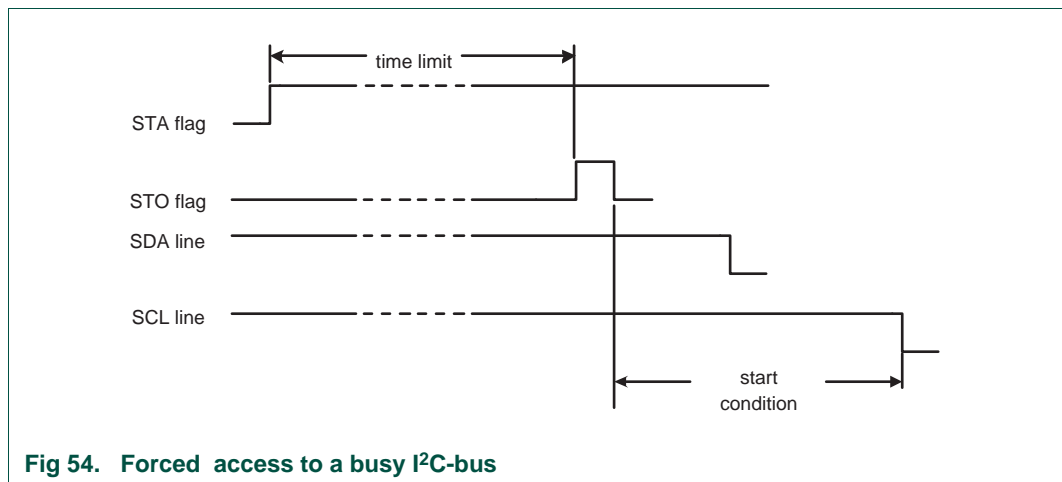 time limit
STA flag
STO flag
SDA line
SCL line
start
condition
Fig 54. Forced access to a busy I²C-bus